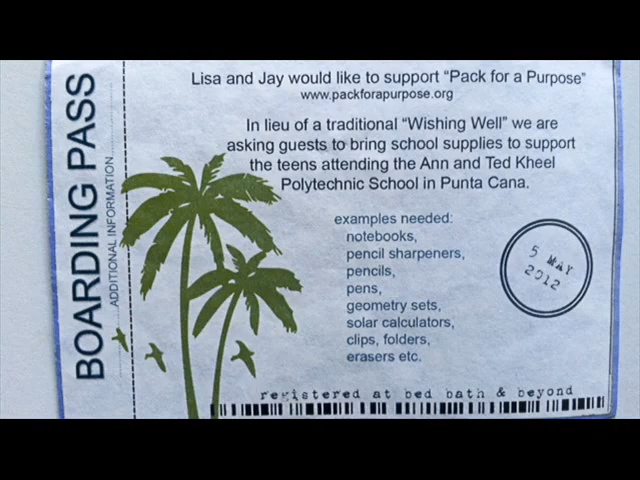 BOARDING PASS
ADDITIONAL INFORMATION
Lisa and Jay would like to support "Pack for a Purpose"
www.packforapurpose.org
In lieu of a traditional "Wishing Well" we are
asking guests to bring school supplies to support
the teens attending the Ann and Ted Kheel
Polytechnic School in Punta Cana.
examples needed:
notebooks,
pencil sharpeners,
pencils,
pens,
geometry sets,
solar calculators,
clips, folders,
erasers etc.
5 MAY
2012
registered at bed bath & beyond